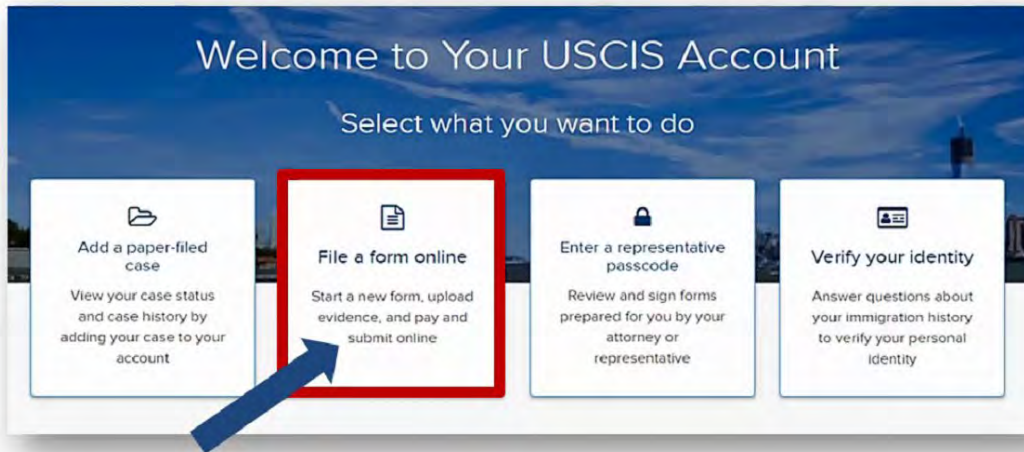 Welcome to Your USCIS Account
Select what you want to do
Add a paper-filed
case
View your case status
and case history by
adding your case to your
account
File a form online
Start a new form, upload
evidence, and pay and
submit online
Enter a representative
passcode
Review and sign forms
prepared for you by your
attorney or
representative
Verify your identity
Answer questions about
your immigration history
to verify your personal
identity